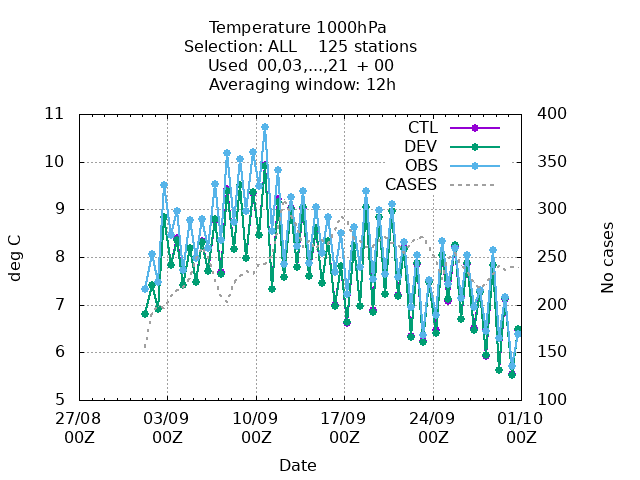 Temperature 1000hPa
Selection: ALL    125 stations
Used  00,03,...,21  + 00
Averaging window: 12h
11
10
9
8
7
6
5
deg C
400
350
300
250
200
150
100
No cases
CTL
DEV
OBS
CASES
27/08 03/09 10/09 17/09 24/09 01/10
00Z 00Z 00Z 00Z 00Z 00Z
Date